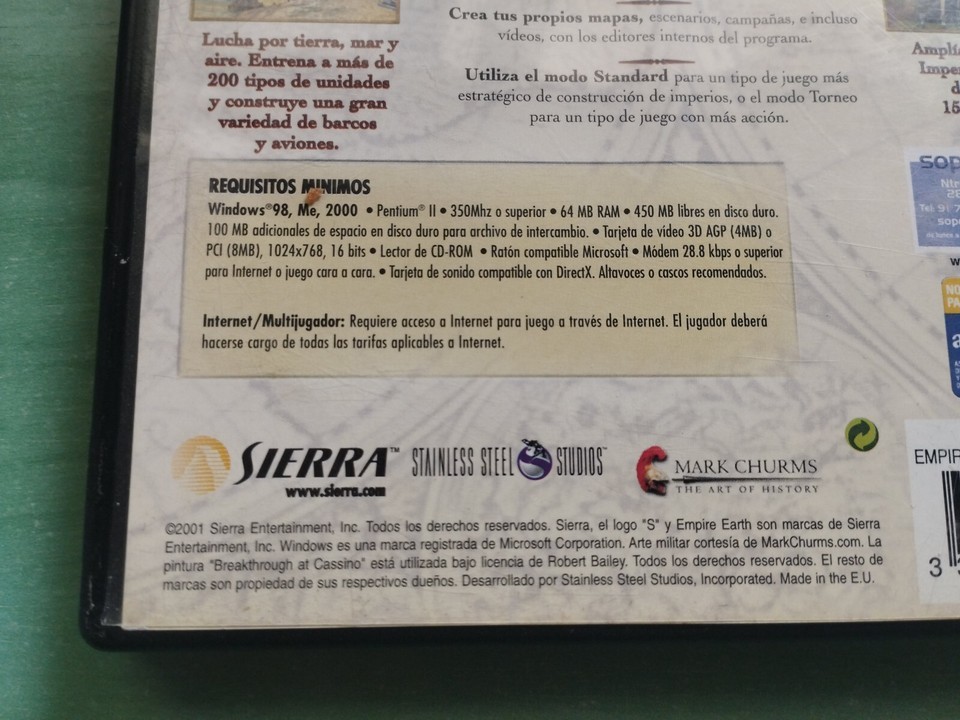 Lucha por tierra, mar y
aire. Entrena a más de
200 tipos de unidades
y construye una gran
variedad de barcos
y aviones.
Crea tus propios mapas, escenarios, campañas, e incluso
vídeos, con los editores internos del programa.
Utiliza el modo Standard para un tipo de juego más
estratégico de construcción de imperios, o el modo Torneo
para un tipo de juego con más acción.
REQUISITOS MINIMOS
Windows®98, Me, 2000 • Pentium® II • 350Mhz o superior • 64 MB RAM • 450 MB libres en disco duro.
100 MB adicionales de espacio en disco duro para archivo de intercambio. • Tarjeta de vídeo 3D AGP (4MB) o
PCI (8MB), 1024x768, 16 bits • Lector de CD-ROM • Ratón compatible Microsoft • Módem 28.8 kbps o superior
para Internet o juego cara a cara. • Tarjeta de sonido compatible con DirectX. Altavoces o cascos recomendados.
Internet/Multijugador: Requiere acceso a Internet para juego a través de Internet. El jugador deberá
hacerse cargo de todas las tarifas aplicables a Internet.
SIERRA™
www.sierra.com
STAINLESS STEEL STUDIOS™
MARK CHURMS
THE ART OF HISTORY
©2001 Sierra Entertainment, Inc. Todos los derechos reservados. Sierra, el logo "S" y Empire Earth son marcas de Sierra
Entertainment, Inc. Windows es una marca registrada de Microsoft Corporation. Arte militar cortesía de MarkChurms.com. La
pintura "Breakthrough at Cassino" está utilizada bajo licencia de Robert Bailey. Todos los derechos reservados. El resto de
marcas son propiedad de sus respectivos dueños. Desarrollado por Stainless Steel Studios, Incorporated. Made in the E.U.
EMPIR
3